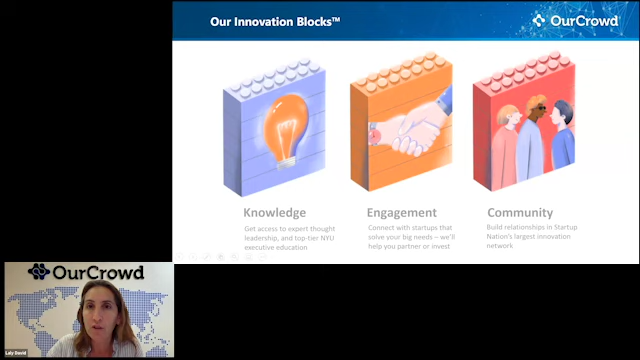 Our Innovation Blocks™
OurCrowd
Knowledge
Get access to expert thought
leadership, and top-tier NYU
executive education
Engagement
Connect with startups that
solve your big needs – we'll
help you partner or invest
Community
Build relationships in Startup
Nation's largest innovation
network
OurCrowd
Laly David